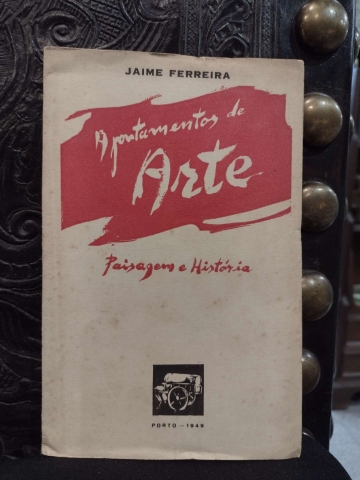 JAIME FERREIRA
Apontamentos de
Arte
Paisagem e História
PORTO — 1949